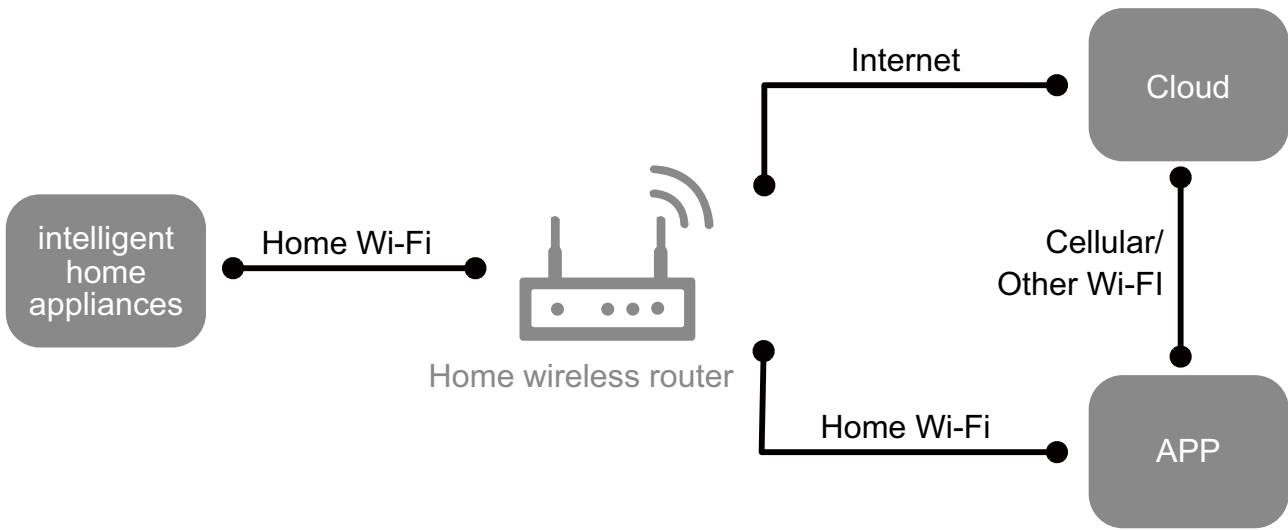 Internet
Cloud
intelligent
home
appliances
Home Wi-Fi
Cellular/
Other Wi-FI
Home wireless router
Home Wi-Fi
APP